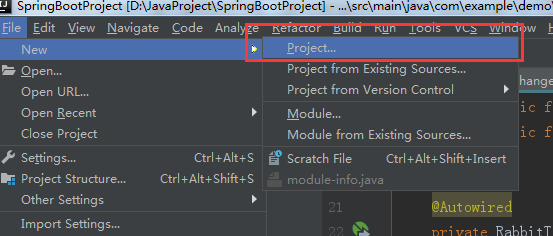 SpringBootProject [D:\JavaProject\SpringBootProject] - ...\src\main\java\com\example\demo\
File Edit View Navigate Code Analyze Refactor Build Run Tools VCS Window
New
Project...
Open...
Project from Existing Sources...
Open URL...
Project from Version Control
Open Recent
Close Project
Module...
Module from Existing Sources...
Settings... Ctrl+Alt+S
Scratch File Ctrl+Alt+Shift+Insert
Project Structure... Ctrl+Alt+Shift+S
module-info.java
Other Settings
21 @Autowired
Import Settings...
22 private RabbitT